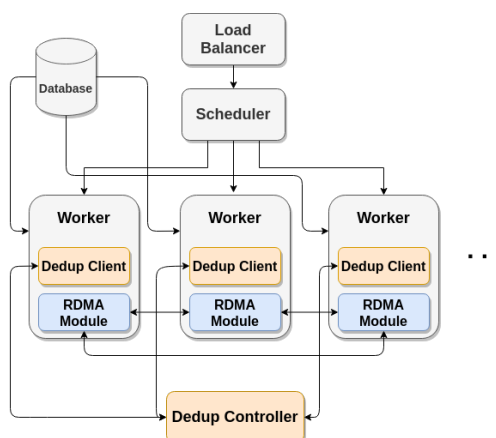 Load
Balancer
Database
Scheduler
Worker
Worker
Worker
Dedup Client
Dedup Client
Dedup Client
RDMA
Module
RDMA
Module
RDMA
Module
. .
Dedup Controller